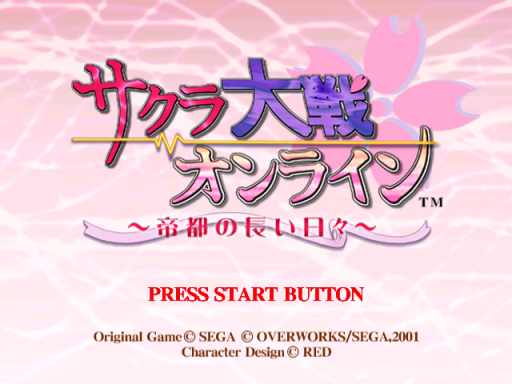 サクラ大戦
オンライン™
～帝都の長い日々～
PRESS START BUTTON
Original Game© SEGA © OVERWORKS/SEGA,2001
Character Design© RED